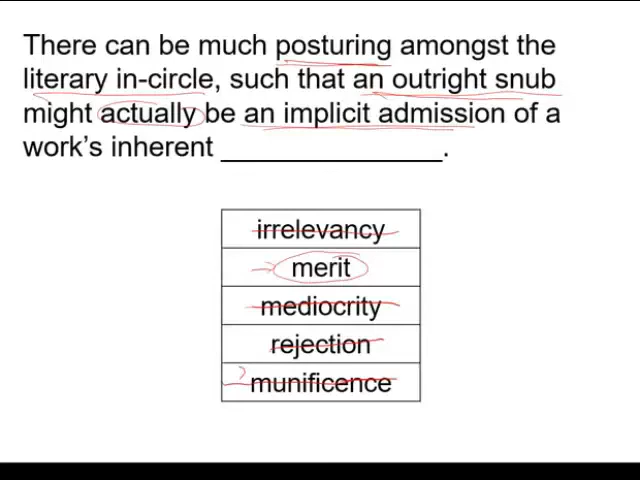 There can be much posturing amongst the
literary in-circle, such that an outright snub
might actually be an implicit admission of a
work's inherent ________________.
irrelevancy
merit
mediocrity
rejection
munificence